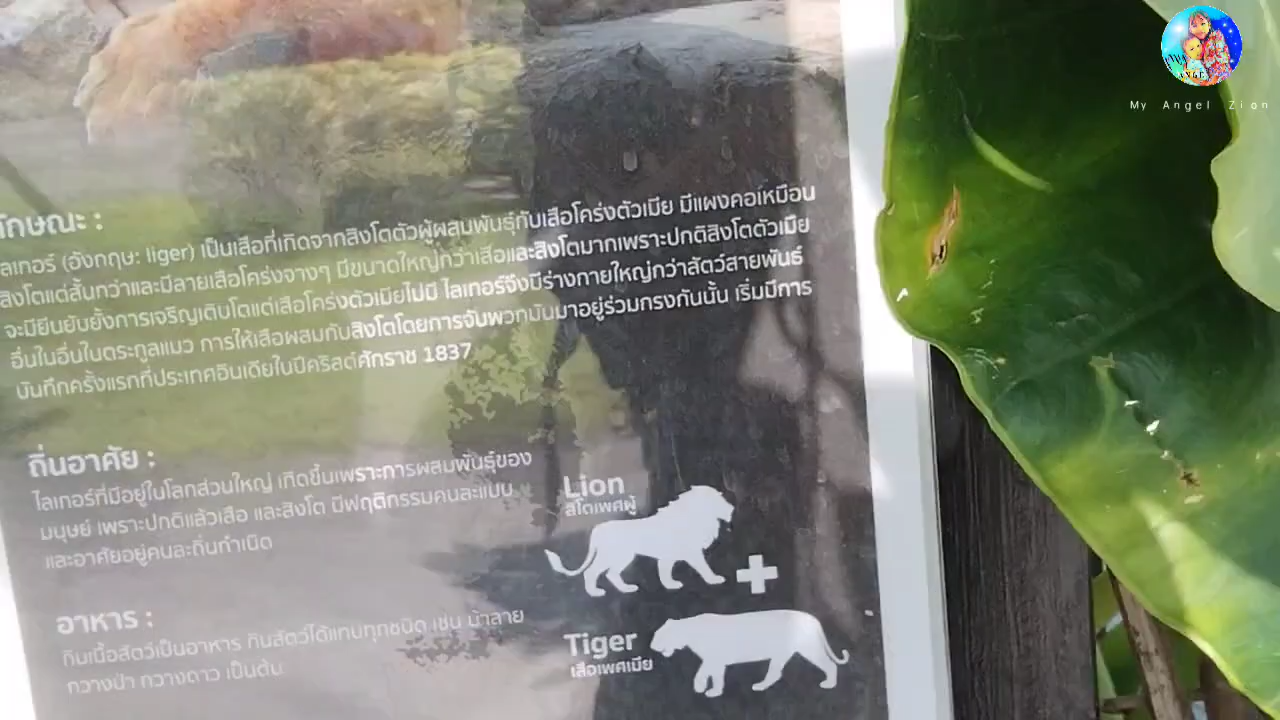 My Angel Zion
ลักษณะ :
ไลเกอร์ (อังกฤษ: liger) เป็นเสือที่เกิดจากสิงโตตัวผู้ผสมพันธุ์กับเสือโคร่งตัวเมีย มีแผงคอเหมือน
สิงโตแต่สั้นกว่าและมีลายเสือโคร่งจางๆ มีขนาดใหญ่กว่าเสือและสิงโตมากเพราะปกติสิงโตตัวเมีย
จะมียีนยับยั้งการเจริญเติบโตแต่เสือโคร่งตัวเมียไม่มี ไลเกอร์จึงมีร่างกายใหญ่กว่าสัตว์สายพันธ์
อื่นในอื่นในตระกูลแมว การให้เสือผสมกับสิงโตโดยการจับพวกมันมาอยู่ร่วมกรงกันนั้น เริ่มมีการ
บันทึกครั้งแรกที่ประเทศอินเดียในปีคริสต์ศักราช 1837
ถิ่นอาศัย :
ไลเกอร์ที่มีอยู่ในโลกส่วนใหญ่ เกิดขึ้นเพราะการผสมพันธุ์ของ
มนุษย์ เพราะปกติแล้วเสือ และสิงโต มีพฤติกรรมคนละแบบ
และอาศัยอยู่คนละถิ่นกำเนิด
Lion
สิโตเพศผู้
+
อาหาร :
กินเนื้อสัตว์เป็นอาหาร กินสัตว์ได้แทบทุกชนิด เช่น ม้าลาย
กวางป่า กวางดาว เป็นต้น
Tiger
เสือเพศเมีย